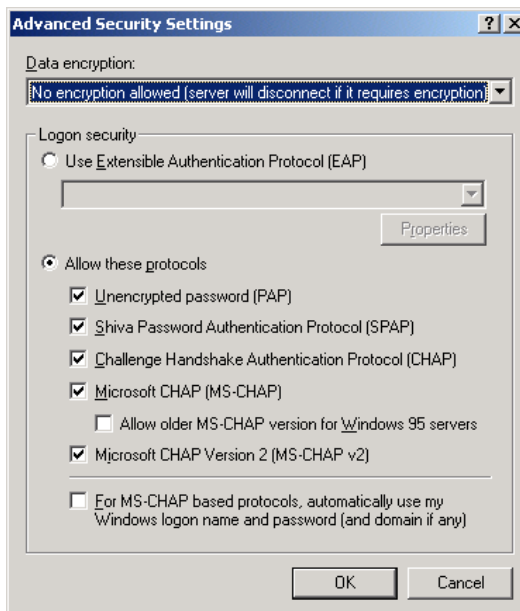 Advanced Security Settings
Data encryption:
No encryption allowed (server will disconnect if it requires encryption)
Logon security
Use Extensible Authentication Protocol (EAP)
Properties
Allow these protocols
Unencrypted password (PAP)
Shiva Password Authentication Protocol (SPAP)
Challenge Handshake Authentication Protocol (CHAP)
Microsoft CHAP (MS-CHAP)
Allow older MS-CHAP version for Windows 95 servers
Microsoft CHAP Version 2 (MS-CHAP v2)
For MS-CHAP based protocols, automatically use my
Windows logon name and password (and domain if any)
OK Cancel